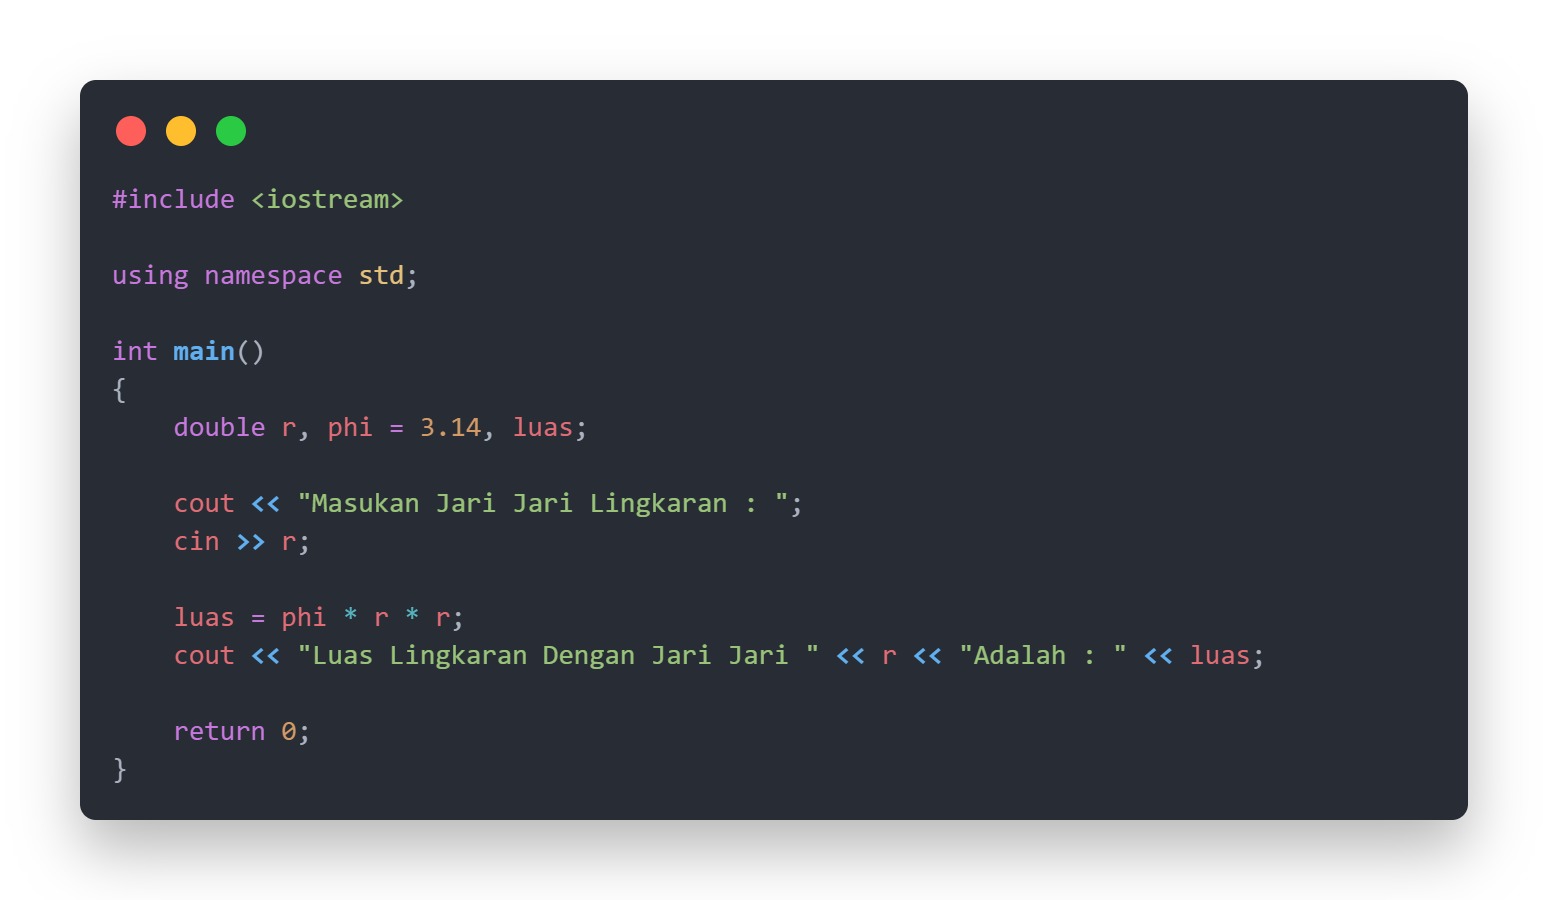 #include <iostream>
using namespace std;
int main()
{
    double r, phi = 3.14, luas;
    cout << "Masukan Jari Jari Lingkaran : ";
    cin >> r;
    luas = phi * r * r;
    cout << "Luas Lingkaran Dengan Jari Jari " << r << "Adalah : " << luas;
    return 0;
}